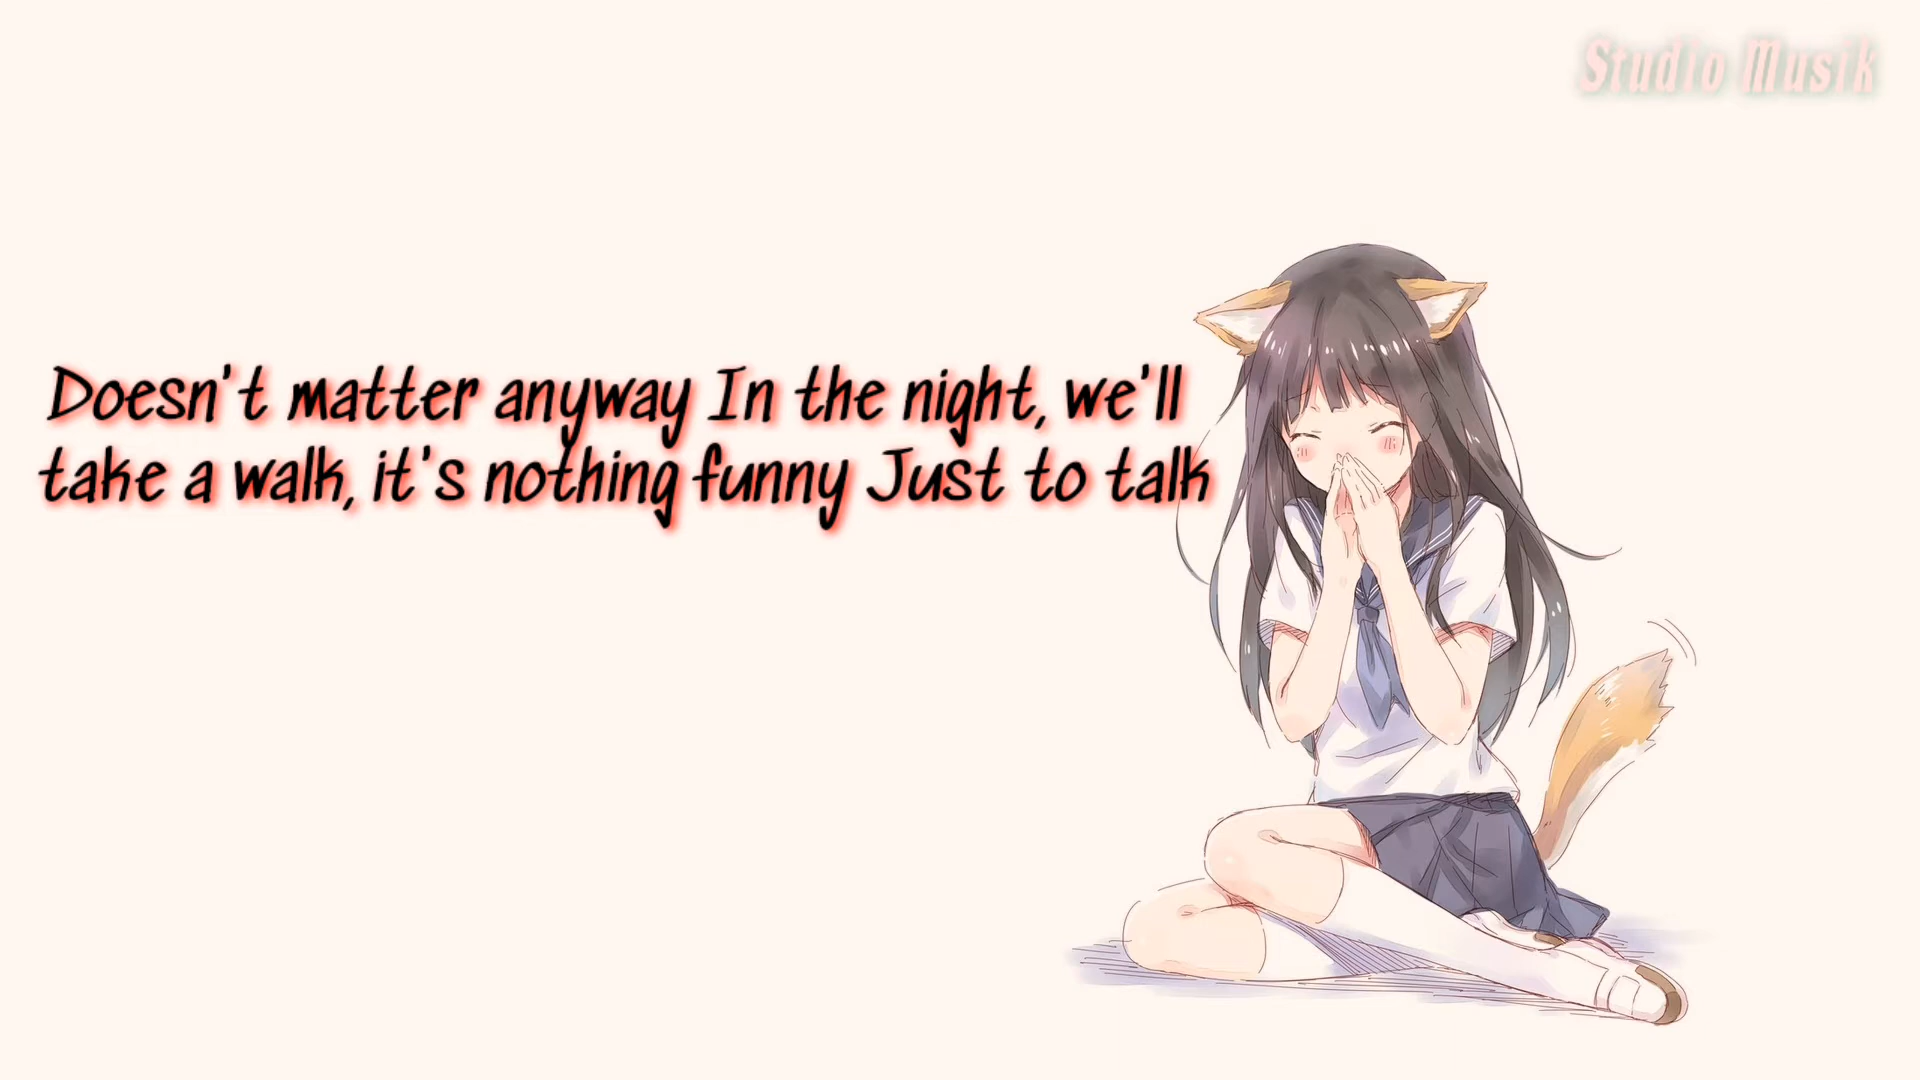 Studio Musik
Doesn't matter anyway In the night, we'll
take a walk, it's nothing funny Just to talk